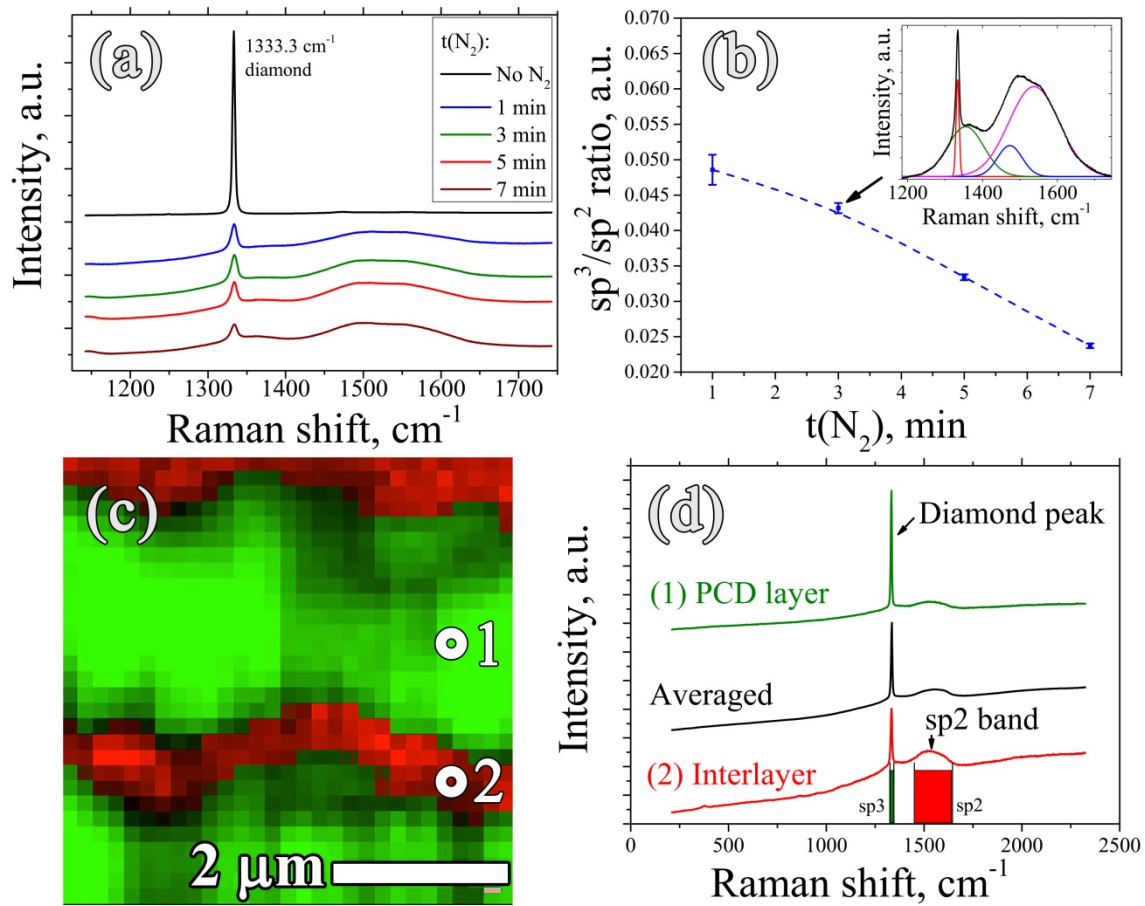 (a)
1333.3 cm⁻¹
diamond
t(N₂):
No N₂
1 min
3 min
5 min
7 min
Intensity, a.u.
1200 1300 1400 1500 1600 1700
Raman shift, cm⁻¹
(b)
sp³/sp² ratio, a.u.
0.070
0.065
0.060
0.055
0.050
0.045
0.040
0.035
0.030
0.025
0.020
1 2 3 4 5 6 7
t(N₂), min
Intensity, a.u.
1200 1400 1600
Raman shift, cm⁻¹
(c)
1
2
2 μm
(d)
Diamond peak
(1) PCD layer
Averaged
sp2 band
(2) Interlayer
sp3
sp2
Intensity, a.u.
0 500 1000 1500 2000 2500
Raman shift, cm⁻¹